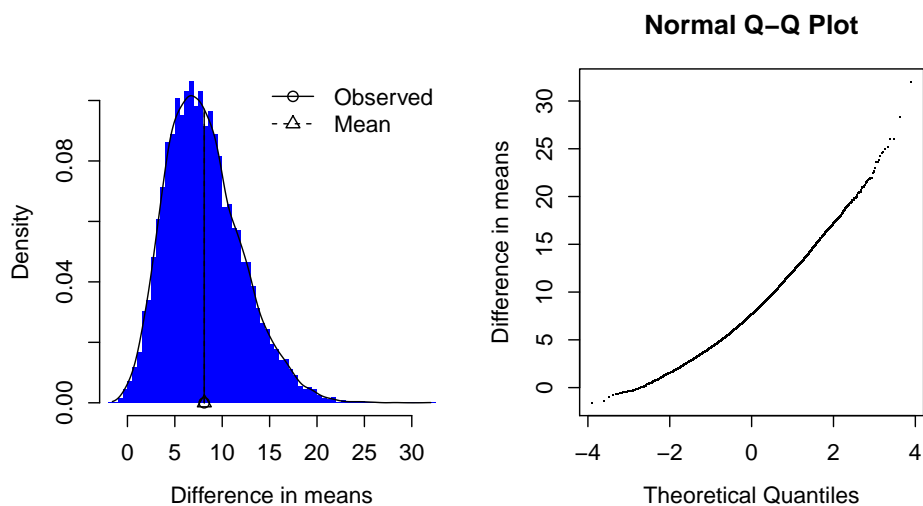 Normal Q−Q Plot
Observed
Mean
Density
0.00
0.04
0.08
0 5 10 15 20 25 30
Difference in means
Difference in means
0 5 10 15 20 25 30
−4 −2 0 2 4
Theoretical Quantiles